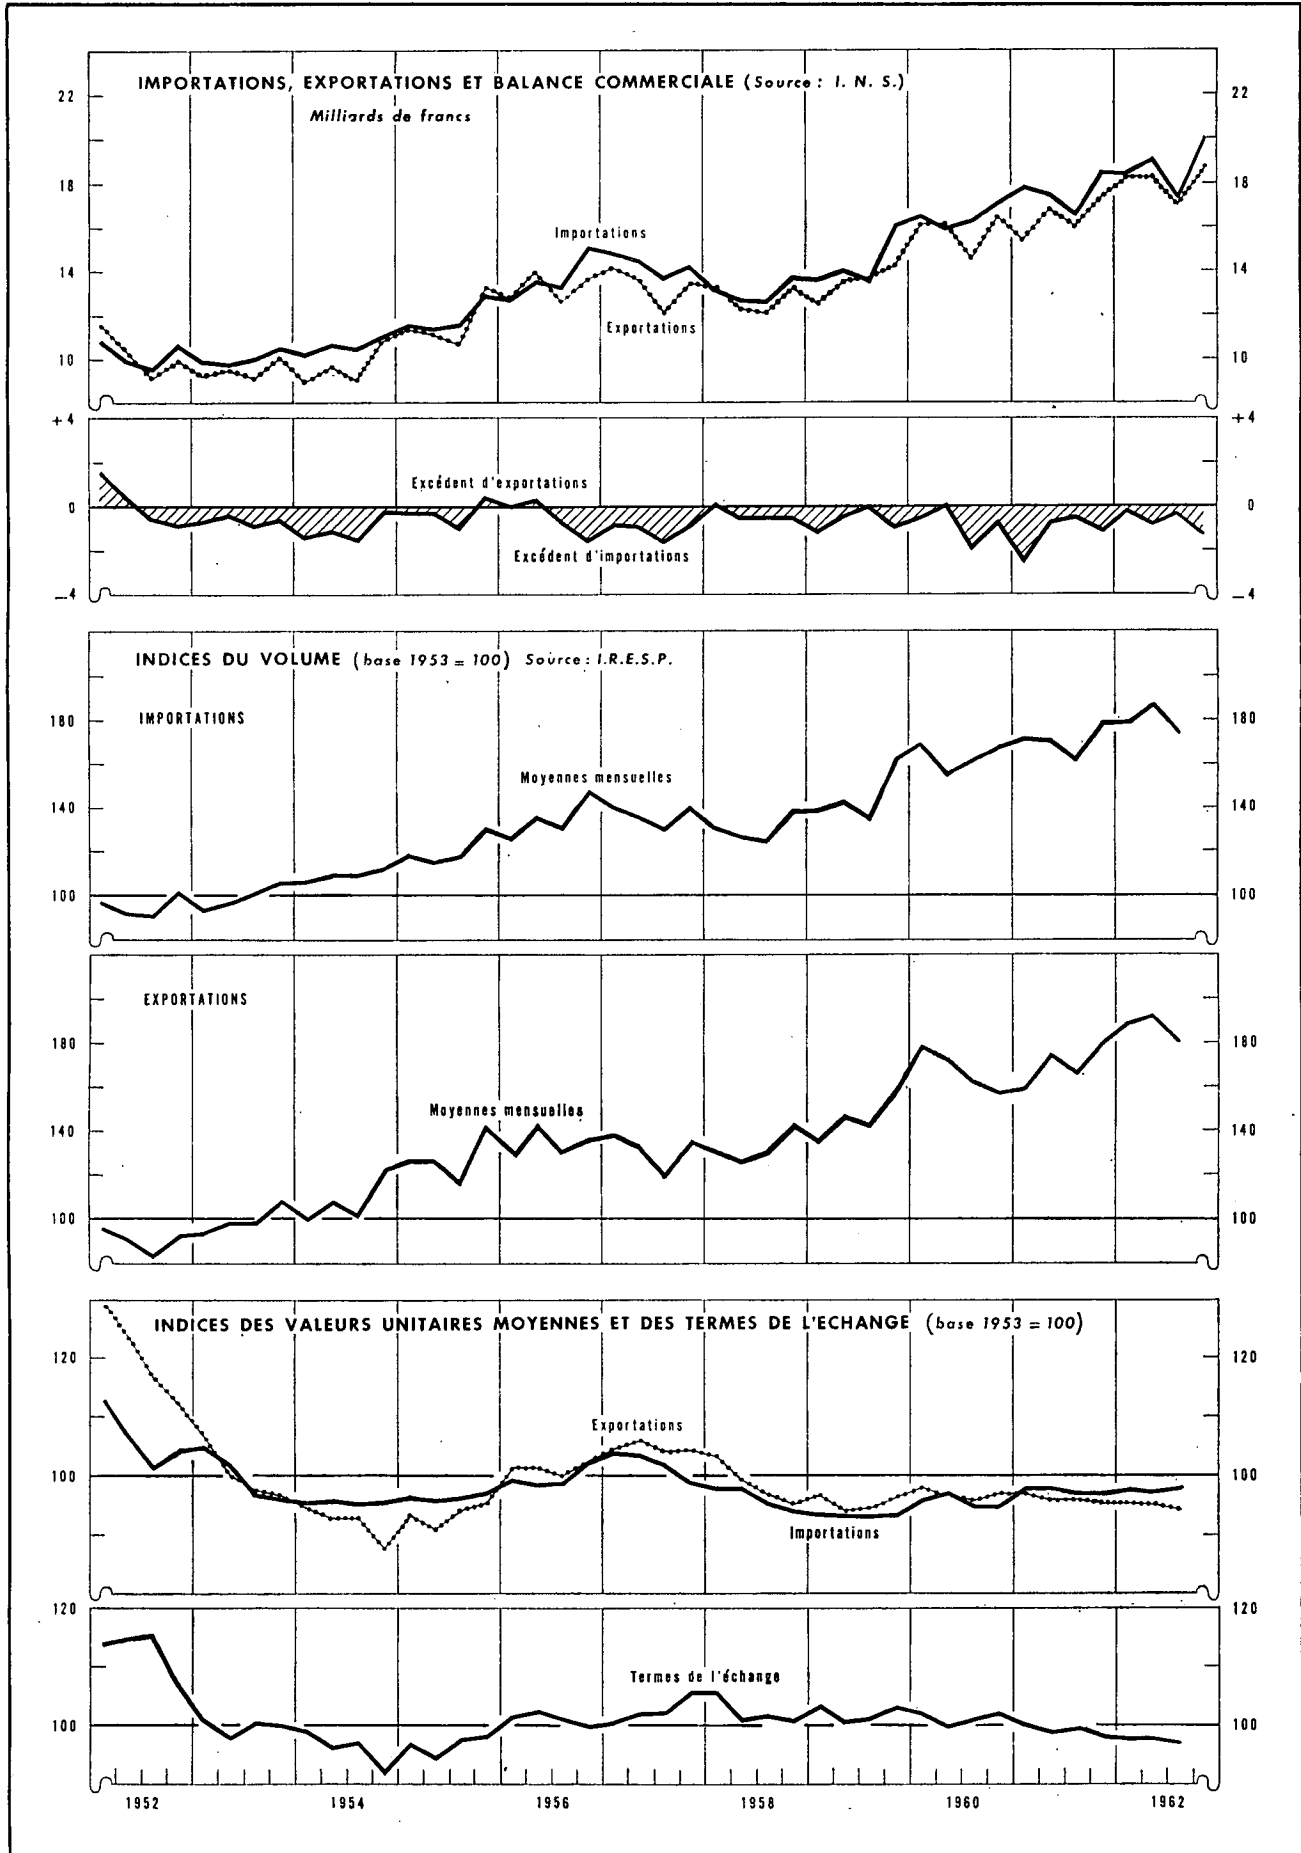 IMPORTATIONS, EXPORTATIONS ET BALANCE COMMERCIALE (Source : I. N. S.)
Milliards de francs
22 22
18 18
Importations
14 14
Exportations
10 10
+4 +4
Excédent d'exportations
0 0
Excédent d'importations
—4 —4
INDICES DU VOLUME (base 1953 = 100) Source : I.R.E.S.P.
IMPORTATIONS
180 180
Moyennes mensuelles
140 140
100 100
EXPORTATIONS
180 180
Moyennes mensuelles
140 140
100 100
INDICES DES VALEURS UNITAIRES MOYENNES ET DES TERMES DE L'ECHANGE (base 1953 = 100)
120 120
Exportations
100 100
Importations
120 120
Termes de l'échange
100 100
1952 1954 1956 1958 1960 1962